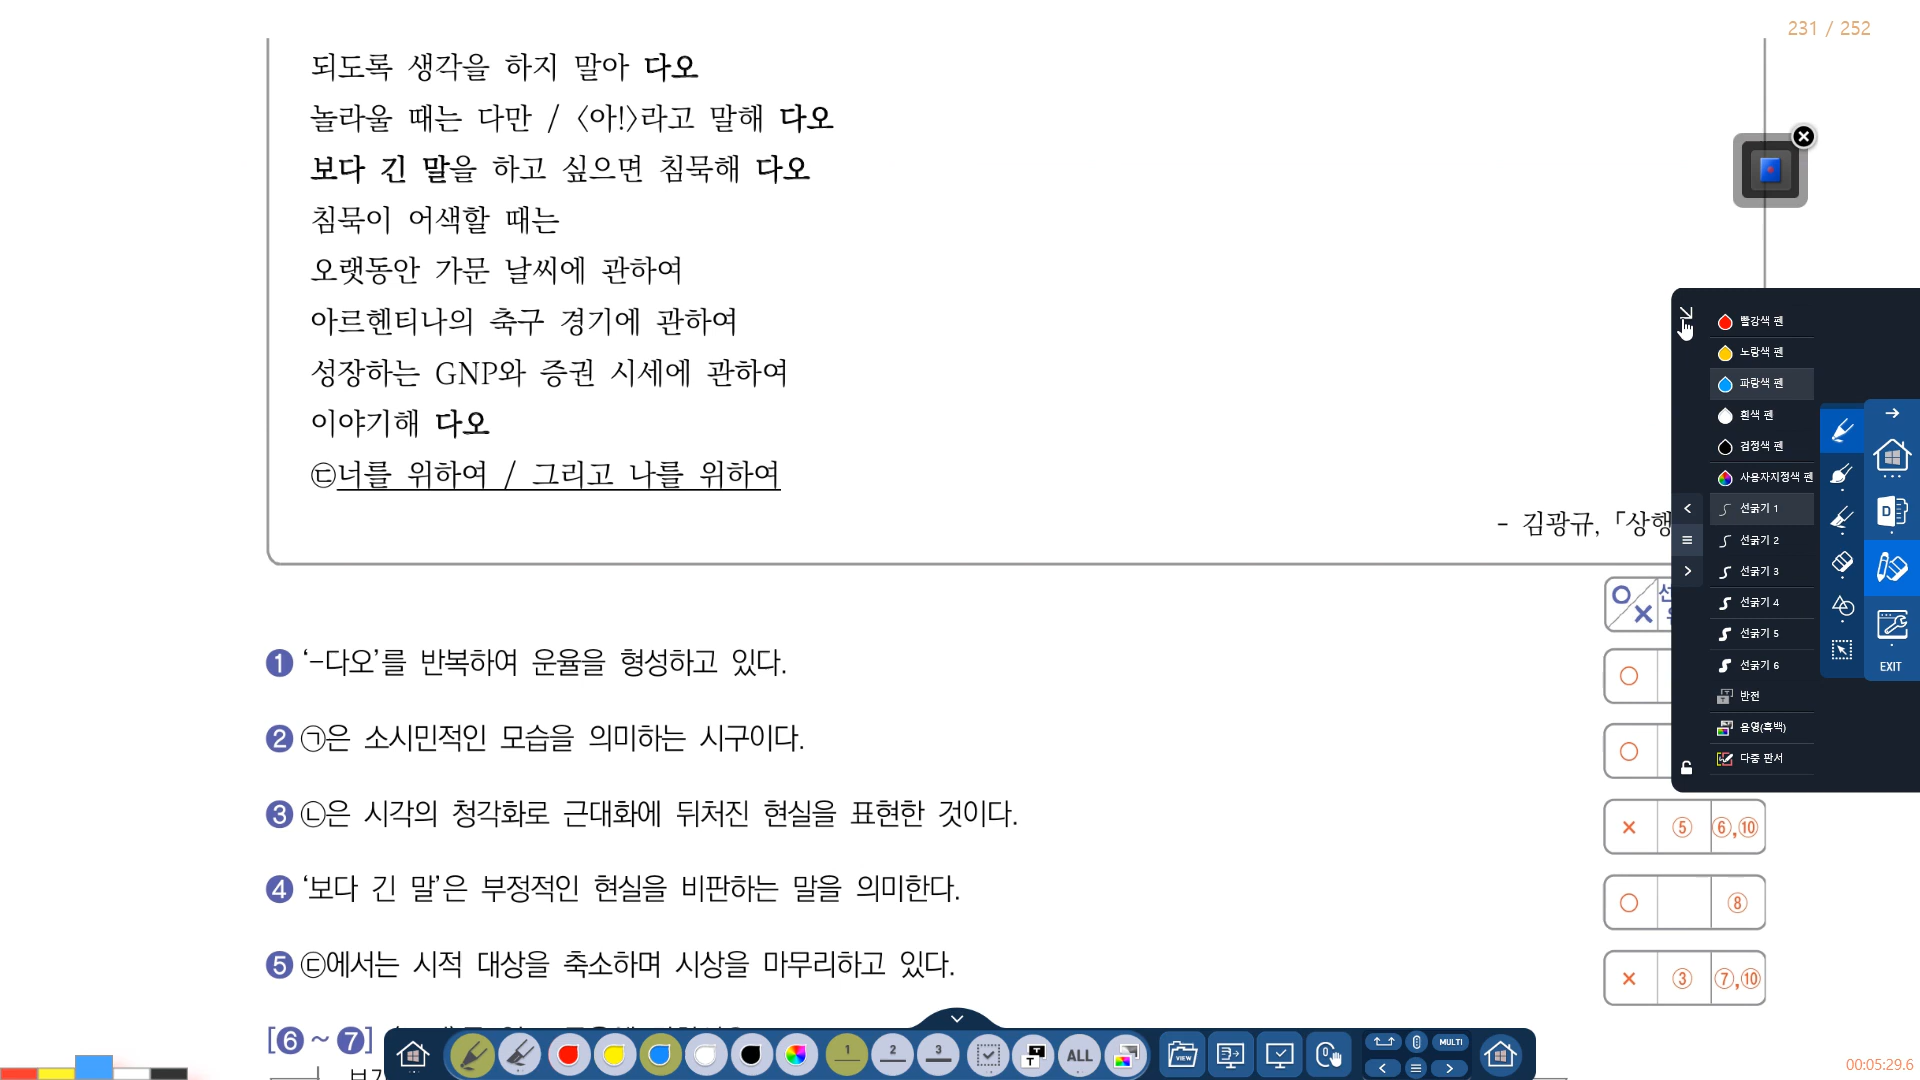 231 / 252
되도록 생각을 하지 말아 다오
놀라울 때는 다만 / 〈아!〉라고 말해 다오
보다 긴 말을 하고 싶으면 침묵해 다오
침묵이 어색할 때는
오랫동안 가문 날씨에 관하여
아르헨티나의 축구 경기에 관하여
성장하는 GNP와 증권 시세에 관하여
이야기해 다오
㉢너를 위하여 / 그리고 나를 위하여
- 김광규, 「상행
❶ ‘-다오’를 반복하여 운율을 형성하고 있다.
○
❷ ㉠은 소시민적인 모습을 의미하는 시구이다.
○
❸ ㉡은 시각의 청각화로 근대화에 뒤처진 현실을 표현한 것이다.
× ⑤ ⑥,⑩
❹ ‘보다 긴 말’은 부정적인 현실을 비판하는 말을 의미한다.
○ ⑧
❺ ㉢에서는 시적 대상을 축소하며 시상을 마무리하고 있다.
× ③ ⑦,⑩
[❻ ~ ❼]
빨강색 펜
노랑색 펜
파랑색 펜
흰색 펜
검정색 펜
사용자지정색 펜
선굵기 1
선굵기 2
선굵기 3
선굵기 4
선굵기 5
선굵기 6
반전
음영(흑백)
다중 판서
EXIT
1 2 3 ALL VIEW MULTI
00:05:29.6